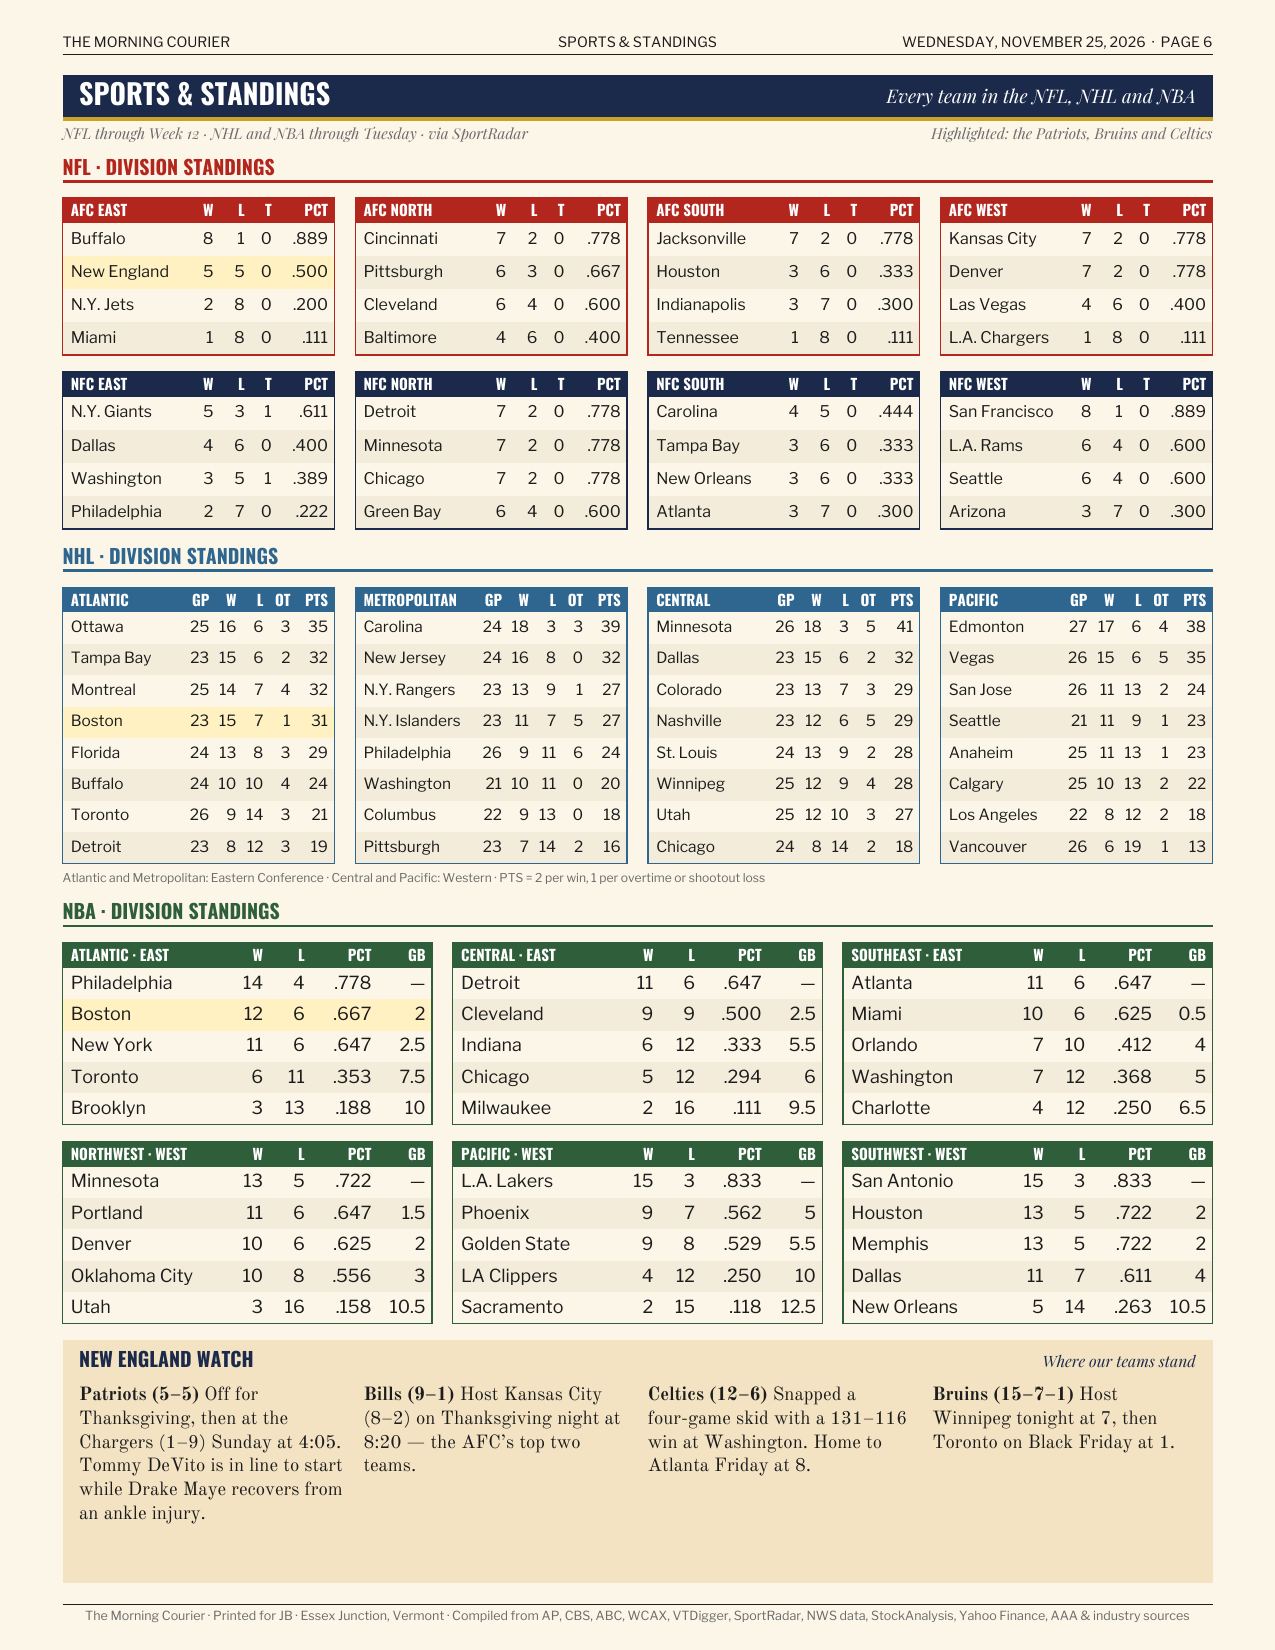 THE MORNING COURIER SPORTS & STANDINGS WEDNESDAY, NOVEMBER 25, 2026 · PAGE 6
SPORTS & STANDINGS Every team in the NFL, NHL and NBA
NFL through Week 12 · NHL and NBA through Tuesday · via SportRadar Highlighted: the Patriots, Bruins and Celtics
NFL · DIVISION STANDINGS
AFC EAST W L T PCT
Buffalo 8 1 0 .889
New England 5 5 0 .500
N.Y. Jets 2 8 0 .200
Miami 1 8 0 .111
AFC NORTH W L T PCT
Cincinnati 7 2 0 .778
Pittsburgh 6 3 0 .667
Cleveland 6 4 0 .600
Baltimore 4 6 0 .400
AFC SOUTH W L T PCT
Jacksonville 7 2 0 .778
Houston 3 6 0 .333
Indianapolis 3 7 0 .300
Tennessee 1 8 0 .111
AFC WEST W L T PCT
Kansas City 7 2 0 .778
Denver 7 2 0 .778
Las Vegas 4 6 0 .400
L.A. Chargers 1 8 0 .111
NFC EAST W L T PCT
N.Y. Giants 5 3 1 .611
Dallas 4 6 0 .400
Washington 3 5 1 .389
Philadelphia 2 7 0 .222
NFC NORTH W L T PCT
Detroit 7 2 0 .778
Minnesota 7 2 0 .778
Chicago 7 2 0 .778
Green Bay 6 4 0 .600
NFC SOUTH W L T PCT
Carolina 4 5 0 .444
Tampa Bay 3 6 0 .333
New Orleans 3 6 0 .333
Atlanta 3 7 0 .300
NFC WEST W L T PCT
San Francisco 8 1 0 .889
L.A. Rams 6 4 0 .600
Seattle 6 4 0 .600
Arizona 3 7 0 .300
NHL · DIVISION STANDINGS
ATLANTIC GP W L OT PTS
Ottawa 25 16 6 3 35
Tampa Bay 23 15 6 2 32
Montreal 25 14 7 4 32
Boston 23 15 7 1 31
Florida 24 13 8 3 29
Buffalo 24 10 10 4 24
Toronto 26 9 14 3 21
Detroit 23 8 12 3 19
METROPOLITAN GP W L OT PTS
Carolina 24 18 3 3 39
New Jersey 24 16 8 0 32
N.Y. Rangers 23 13 9 1 27
N.Y. Islanders 23 11 7 5 27
Philadelphia 26 9 11 6 24
Washington 21 10 11 0 20
Columbus 22 9 13 0 18
Pittsburgh 23 7 14 2 16
CENTRAL GP W L OT PTS
Minnesota 26 18 3 5 41
Dallas 23 15 6 2 32
Colorado 23 13 7 3 29
Nashville 23 12 6 5 29
St. Louis 24 13 9 2 28
Winnipeg 25 12 9 4 28
Utah 25 12 10 3 27
Chicago 24 8 14 2 18
PACIFIC GP W L OT PTS
Edmonton 27 17 6 4 38
Vegas 26 15 6 5 35
San Jose 26 11 13 2 24
Seattle 21 11 9 1 23
Anaheim 25 11 13 1 23
Calgary 25 10 13 2 22
Los Angeles 22 8 12 2 18
Vancouver 26 6 19 1 13
Atlantic and Metropolitan: Eastern Conference · Central and Pacific: Western · PTS = 2 per win, 1 per overtime or shootout loss
NBA · DIVISION STANDINGS
ATLANTIC · EAST W L PCT GB
Philadelphia 14 4 .778 —
Boston 12 6 .667 2
New York 11 6 .647 2.5
Toronto 6 11 .353 7.5
Brooklyn 3 13 .188 10
CENTRAL · EAST W L PCT GB
Detroit 11 6 .647 —
Cleveland 9 9 .500 2.5
Indiana 6 12 .333 5.5
Chicago 5 12 .294 6
Milwaukee 2 16 .111 9.5
SOUTHEAST · EAST W L PCT GB
Atlanta 11 6 .647 —
Miami 10 6 .625 0.5
Orlando 7 10 .412 4
Washington 7 12 .368 5
Charlotte 4 12 .250 6.5
NORTHWEST · WEST W L PCT GB
Minnesota 13 5 .722 —
Portland 11 6 .647 1.5
Denver 10 6 .625 2
Oklahoma City 10 8 .556 3
Utah 3 16 .158 10.5
PACIFIC · WEST W L PCT GB
L.A. Lakers 15 3 .833 —
Phoenix 9 7 .562 5
Golden State 9 8 .529 5.5
LA Clippers 4 12 .250 10
Sacramento 2 15 .118 12.5
SOUTHWEST · WEST W L PCT GB
San Antonio 15 3 .833 —
Houston 13 5 .722 2
Memphis 13 5 .722 2
Dallas 11 7 .611 4
New Orleans 5 14 .263 10.5
NEW ENGLAND WATCH Where our teams stand
Patriots (5–5) Off for
Thanksgiving, then at the
Chargers (1–9) Sunday at 4:05.
Tommy DeVito is in line to start
while Drake Maye recovers from
an ankle injury.
Bills (9–1) Host Kansas City
(8–2) on Thanksgiving night at
8:20 — the AFC's top two
teams.
Celtics (12–6) Snapped a
four-game skid with a 131–116
win at Washington. Home to
Atlanta Friday at 8.
Bruins (15–7–1) Host
Winnipeg tonight at 7, then
Toronto on Black Friday at 1.
The Morning Courier · Printed for JB · Essex Junction, Vermont · Compiled from AP, CBS, ABC, WCAX, VTDigger, SportRadar, NWS data, StockAnalysis, Yahoo Finance, AAA & industry sources